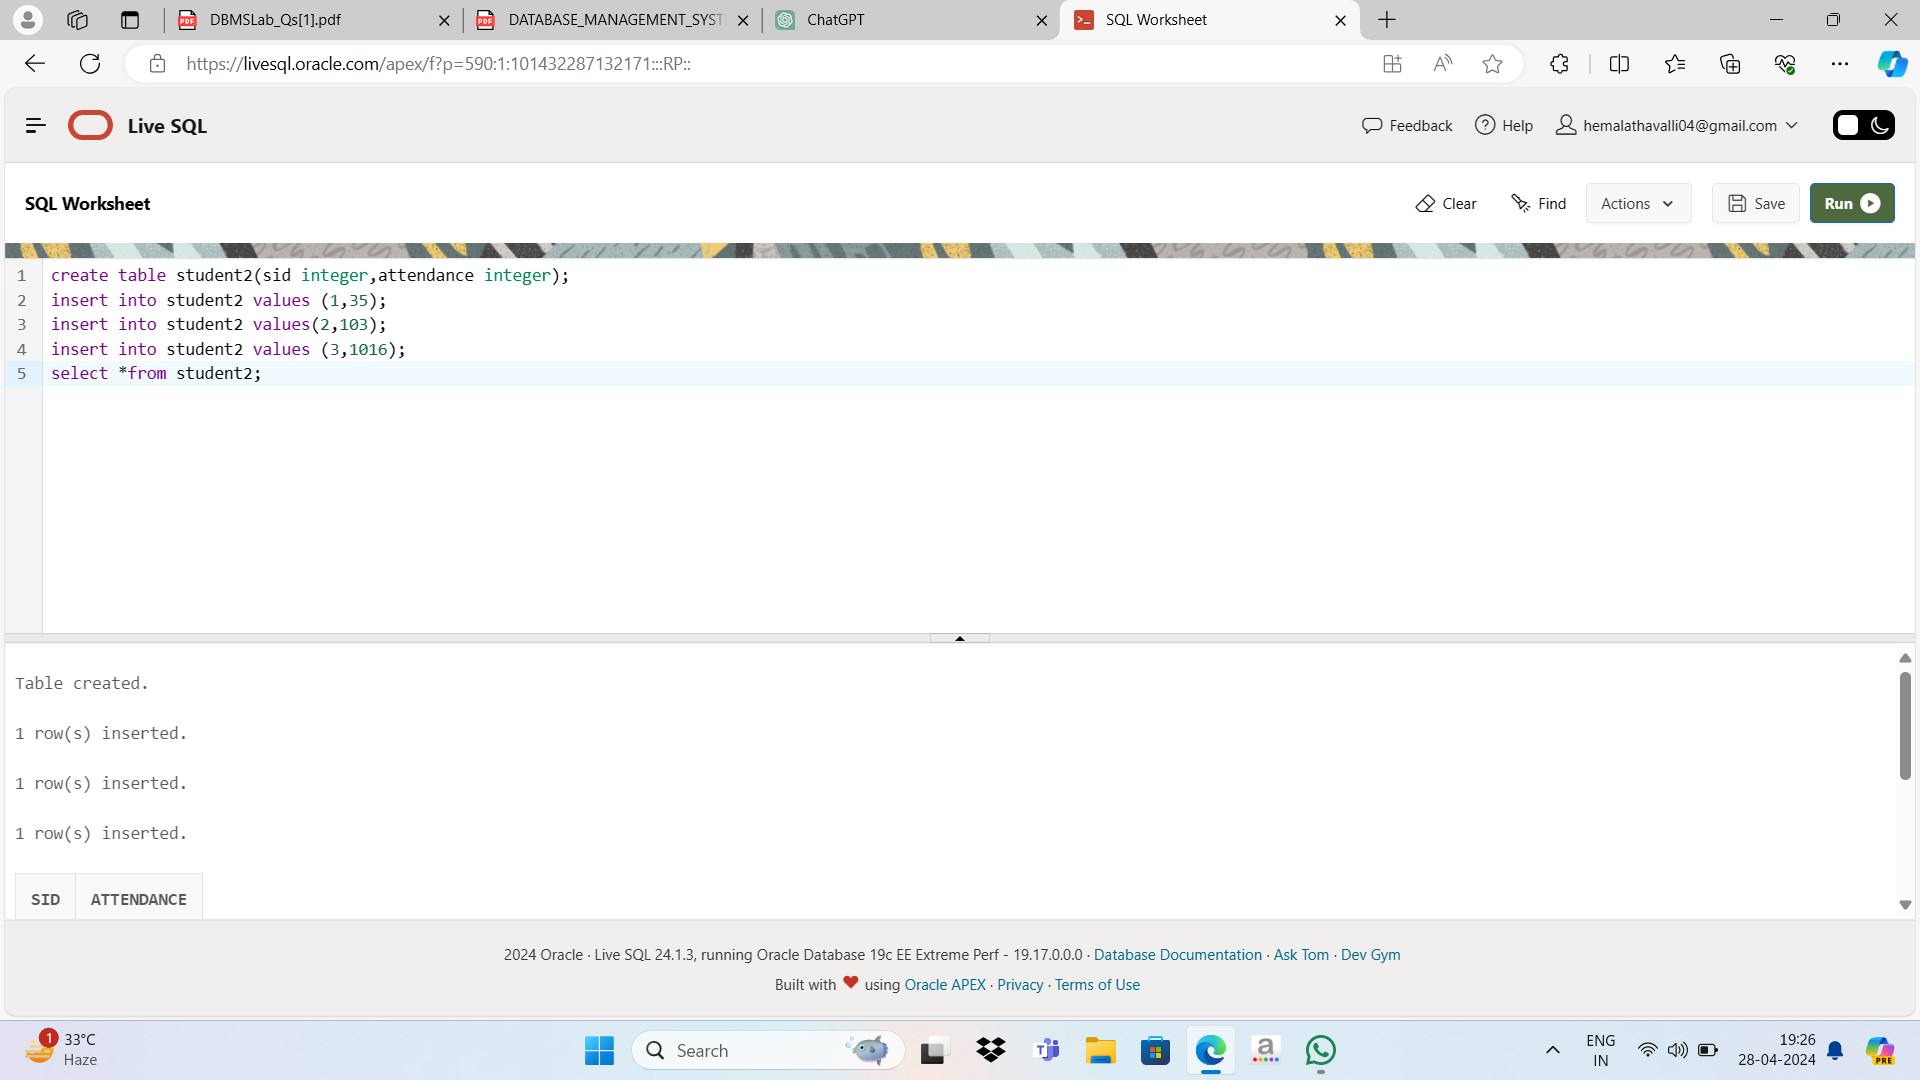 DBMSLab_Qs[1].pdf
DATABASE_MANAGEMENT_SYST
ChatGPT
SQL Worksheet
https://livesql.oracle.com/apex/f?p=590:1:101432287132171:::RP::
Live SQL
Feedback
Help
hemalathavalli04@gmail.com
SQL Worksheet
Clear
Find
Actions
Save
Run
1 create table student2(sid integer,attendance integer);
2 insert into student2 values (1,35);
3 insert into student2 values(2,103);
4 insert into student2 values (3,1016);
5 select *from student2;
Table created.
1 row(s) inserted.
1 row(s) inserted.
1 row(s) inserted.
SID ATTENDANCE
2024 Oracle · Live SQL 24.1.3, running Oracle Database 19c EE Extreme Perf - 19.17.0.0.0 · Database Documentation · Ask Tom · Dev Gym
Built with ❤ using Oracle APEX · Privacy · Terms of Use
1
33°C
Haze
Search
a
ENG
IN
19:26
28-04-2024
PRE